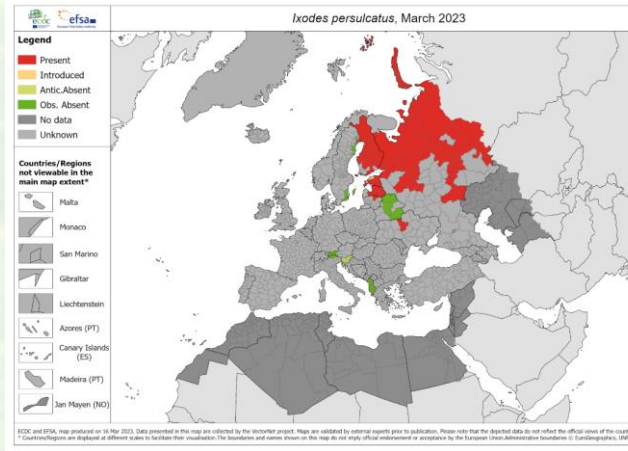 ecdc
efsa
Ixodes persulcatus, March 2023
Legend
Present
Introduced
Antic.Absent
Obs. Absent
No data
Unknown
Countries/Regions
not viewable in the
main map extent*
Malta
Monaco
San Marino
Gibraltar
Liechtenstein
Azores (PT)
Canary Islands
(ES)
Madeira (PT)
Jan Mayen (NO)
ECDC and EFSA, map produced on 16 Mar 2023. Data presented in this map are collected by the VectorNet project. Maps are validated by external experts prior to publication. Please note that the depicted data do not reflect the official views of the
* Countries/Regions are displayed at different scales to facilitate their visualisation. The boundaries and names shown on this map do not imply official endorsement or acceptance by the European Union. Administrative boundaries © EuroGeographics,